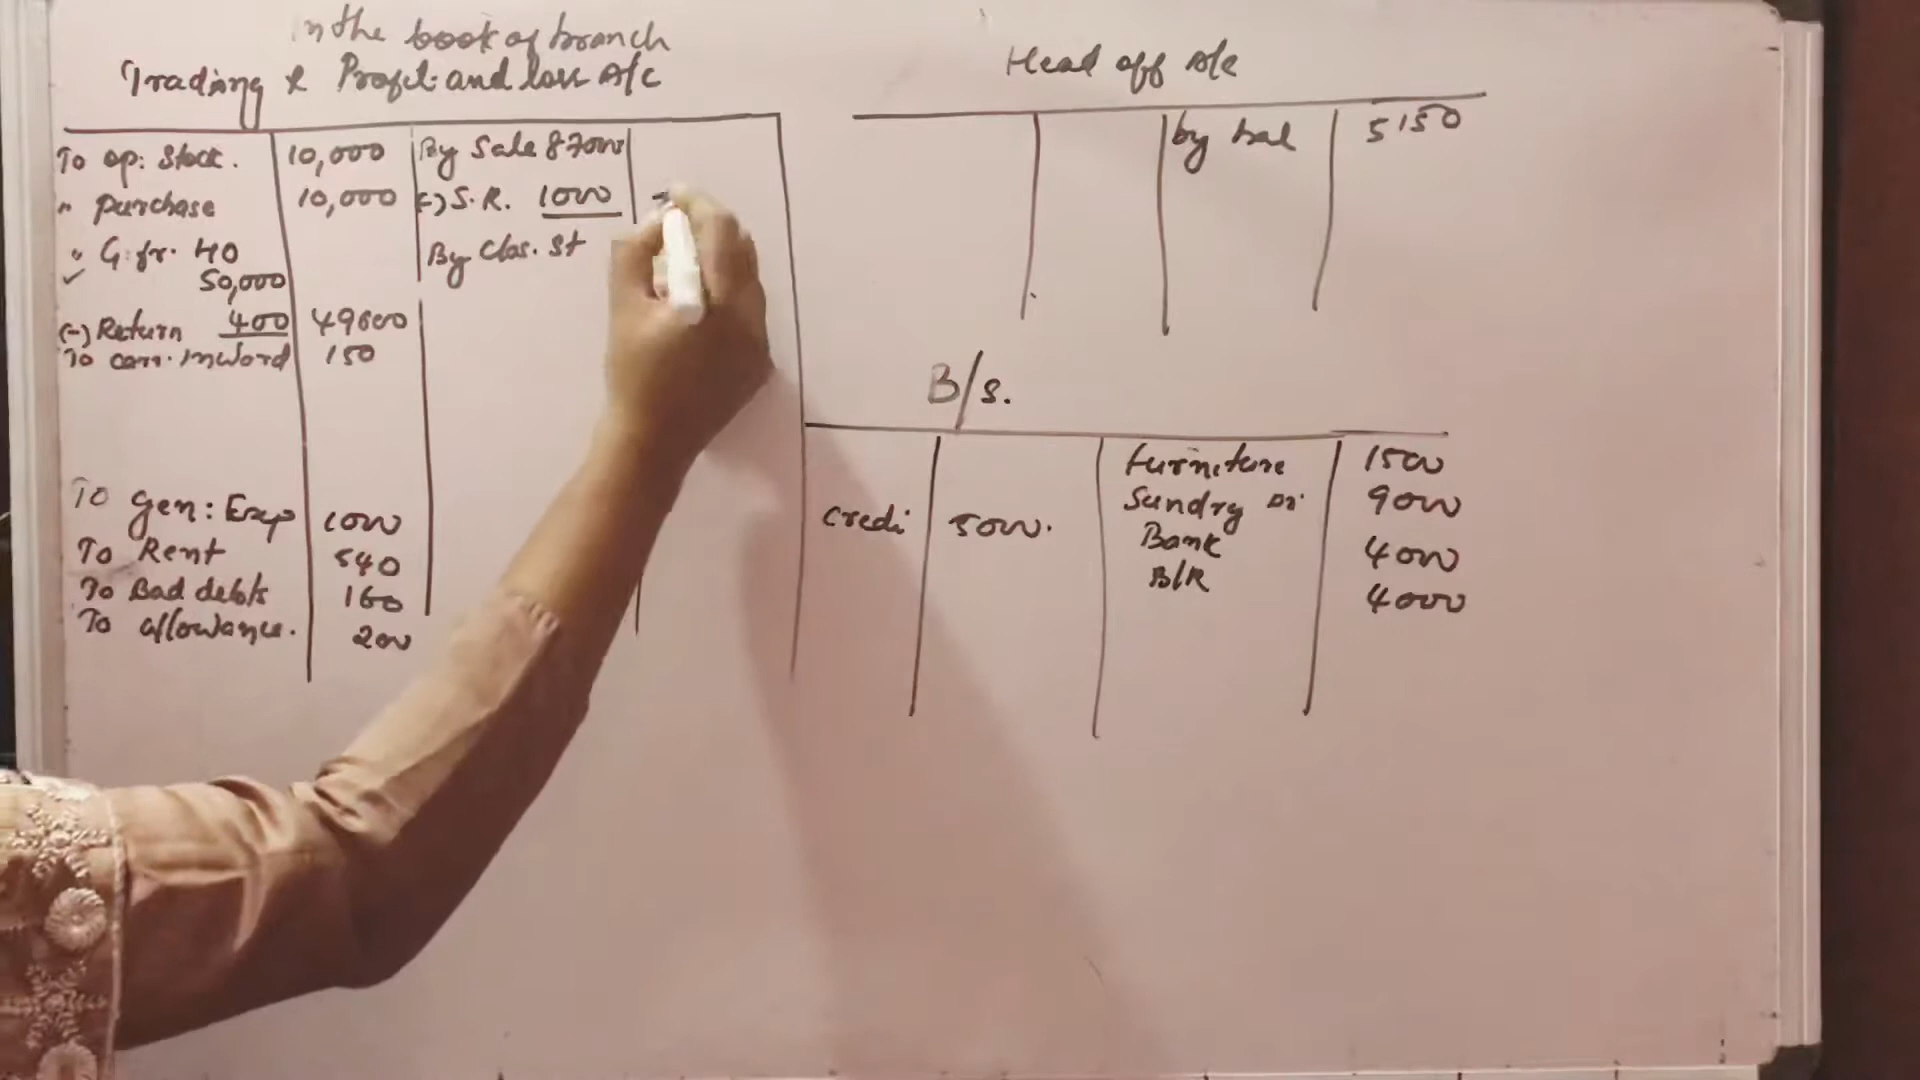 In the book of branch
Trading & Profit and loss A/c
To op: Stock. 10,000 By Sale 87000
" purchase 10,000 (-) S.R. 1000
" G. fr. HO By Clos. St
50,000
(-) Return 400 49600
To carr. Inword 150
To Gen: Exp 1000
To Rent 540
To Bad debts 160
To allowance. 200
Head off A/c
by bal 5150
B/s.
Furniture 1500
Sundry Dr. 9000
credi 5000. Bank 4000
B/R 4000